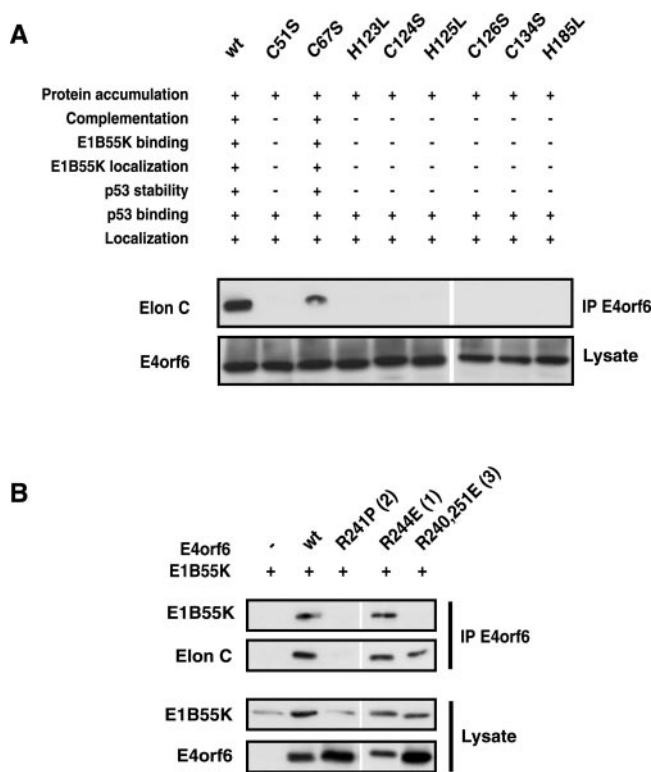 A
wt C51S C67S H123L C124S H125L C126S C134S H185L
Protein accumulation + + + + + + + + +
Complementation + - + - - - - - -
E1B55K binding + - + - - - - - -
E1B55K localization + - + - - - - - -
p53 stability + - + - - - - - -
p53 binding + + + + + + + + +
Localization + + + + + + + + +
Elon C IP E4orf6
E4orf6 Lysate
B
E4orf6 - wt R241P (2) R244E (1) R240,251E (3)
E1B55K + + + + +
E1B55K
IP E4orf6
Elon C
E1B55K
Lysate
E4orf6